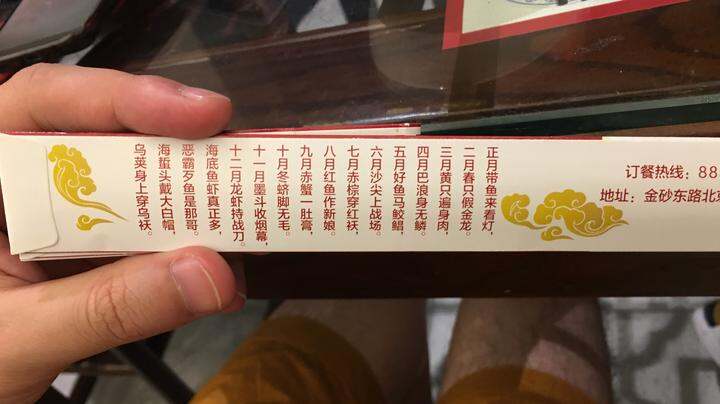 正月带鱼来看灯，
二月春只假金龙。
三月黄只遍身肉，
四月巴浪身无鳞。
五月好鱼马鲛鲳，
六月沙尖上战场。
七月赤棕穿红袄，
八月红鱼作新娘。
九月赤蟹一肚膏，
十月冬蛴脚无毛。
十一月墨斗收烟幕，
十二月龙虾持战刀。
海底鱼虾真正多，
恶霸歹鱼是那哥。
海蜇头戴大白帽，
乌荚身上穿乌袄。
订餐热线：88
地址：金砂东路北